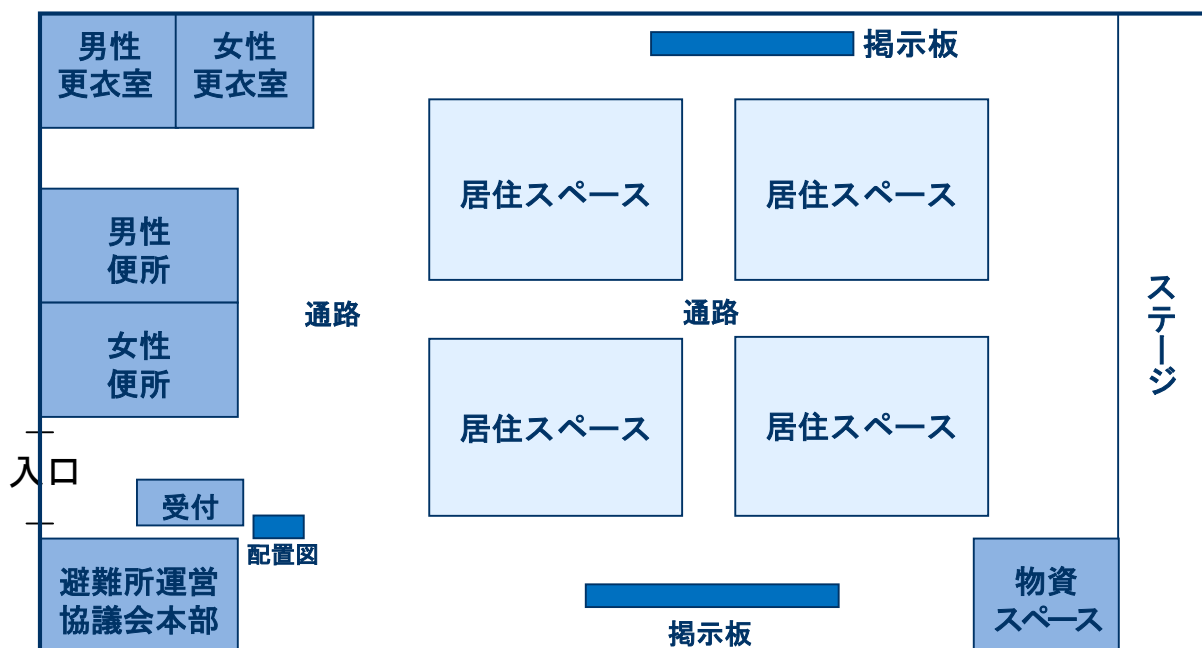 男性
更衣室
女性
更衣室
掲示板
居住スペース
居住スペース
男性
便所
通路
通路
ステージ
女性
便所
居住スペース
居住スペース
入口
受付
配置図
避難所運営
協議会本部
掲示板
物資
スペース